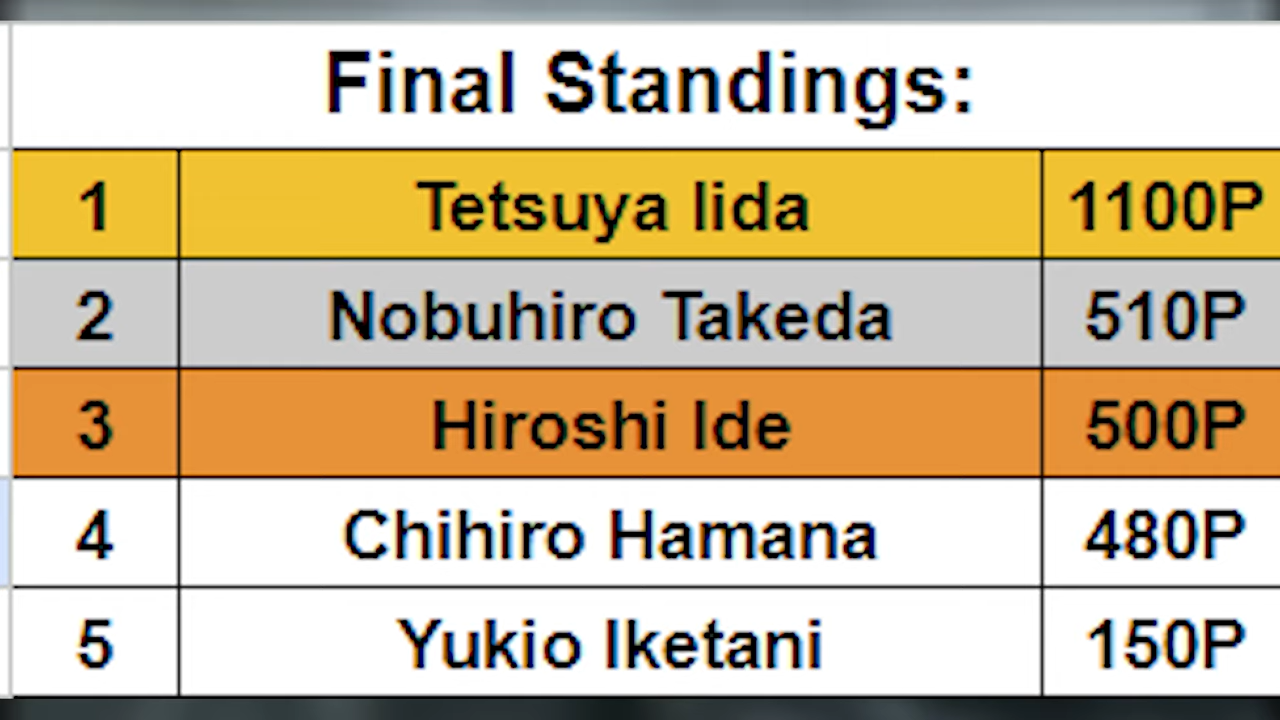 Final Standings:
1 Tetsuya Iida 1100P
2 Nobuhiro Takeda 510P
3 Hiroshi Ide 500P
4 Chihiro Hamana 480P
5 Yukio Iketani 150P